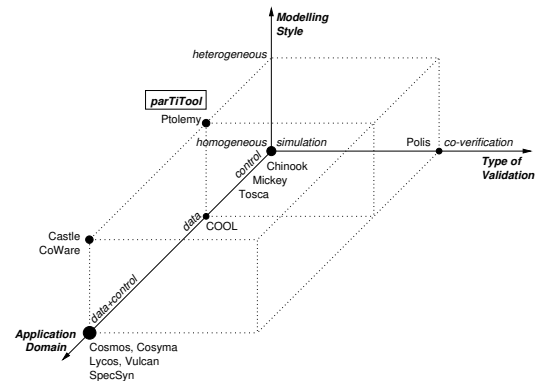 Modelling
Style
heterogeneous
parTiTool
Ptolemy
homogeneous
simulation
Polis
co-verification
Type of
Validation
control
Chinook
Mickey
Tosca
data
COOL
Castle
CoWare
data+control
Application
Domain
Cosmos, Cosyma
Lycos, Vulcan
SpecSyn